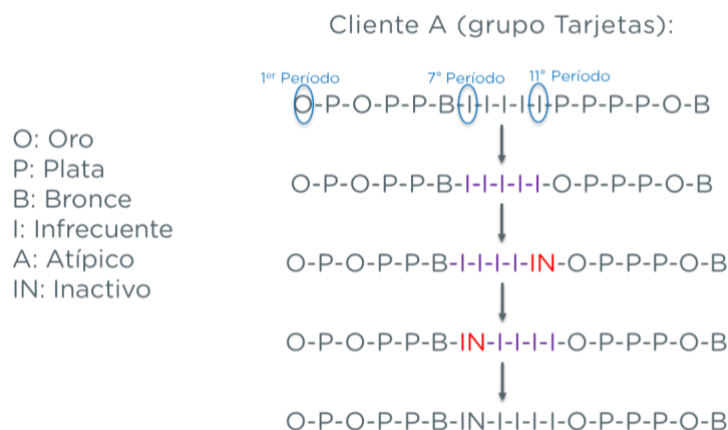 Cliente A (grupo Tarjetas):
1er Período 7° Período 11° Período
O-P-O-P-P-B-I-I-I-I-I-P-P-P-P-O-B
O: Oro
P: Plata
B: Bronce
I: Infrecuente
A: Atípico
IN: Inactivo
O-P-O-P-P-B-I-I-I-I-I-O-P-P-P-O-B
O-P-O-P-P-B-I-I-I-I-IN-O-P-P-P-O-B
O-P-O-P-P-B-IN-I-I-I-I-O-P-P-P-O-B
O-P-O-P-P-B-IN-I-I-I-I-O-P-P-P-O-B